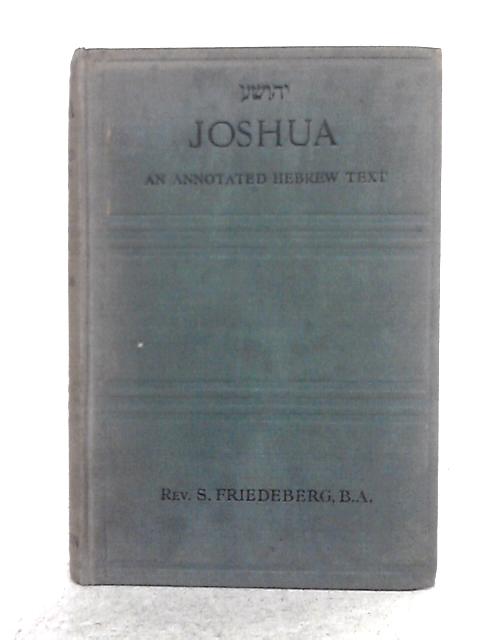 יהושע
JOSHUA
AN ANNOTATED HEBREW TEXT
REV. S. FRIEDEBERG, B.A.